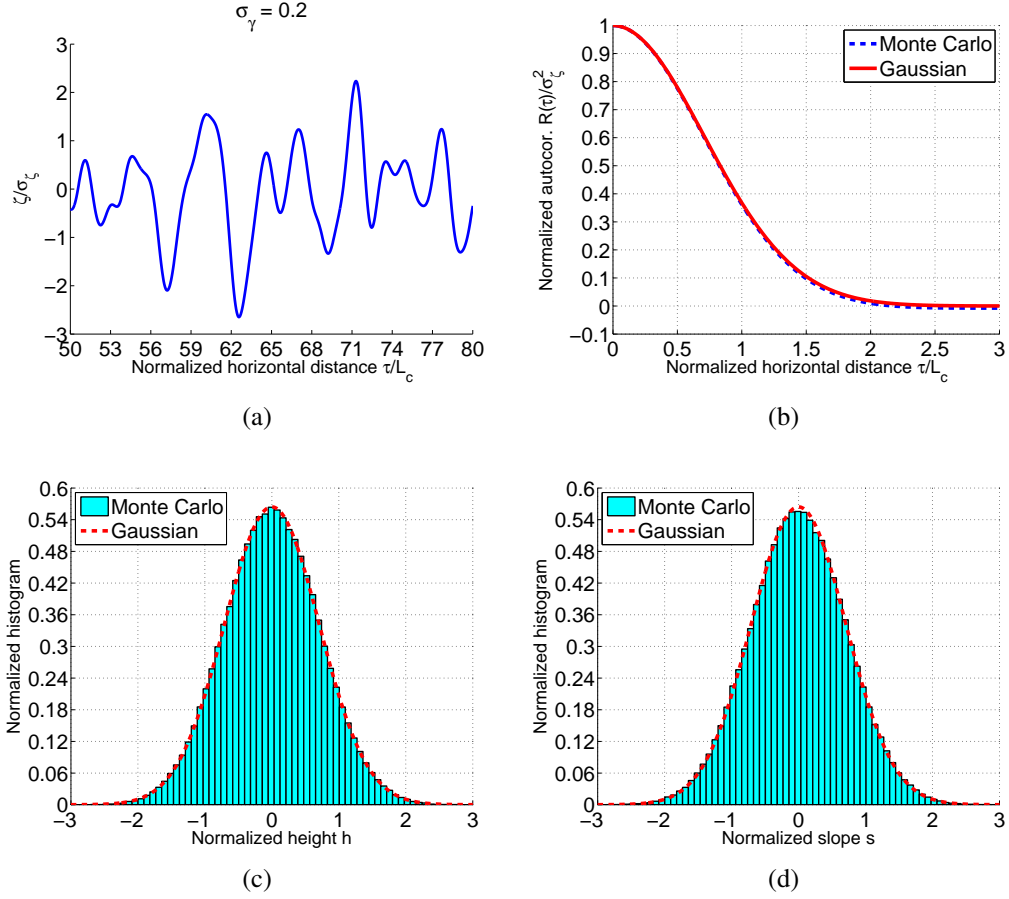 σγ = 0.2
ζ/σζ
3
2
1
0
−1
−2
−3
50 53 56 59 62 65 68 71 74 77 80
Normalized horizontal distance τ/Lc
(a)
Normalized autocor. R(τ)/σζ²
1
0.9
0.8
0.7
0.6
0.5
0.4
0.3
0.2
0.1
0
−0.1
Monte Carlo
Gaussian
0 0.5 1 1.5 2 2.5 3
Normalized horizontal distance τ/Lc
(b)
Normalized histogram
0.6
0.54
0.48
0.42
0.36
0.3
0.24
0.18
0.12
0.06
0
Monte Carlo
Gaussian
−3 −2 −1 0 1 2 3
Normalized height h
(c)
Normalized histogram
0.6
0.54
0.48
0.42
0.36
0.3
0.24
0.18
0.12
0.06
0
Monte Carlo
Gaussian
−3 −2 −1 0 1 2 3
Normalized slope s
(d)